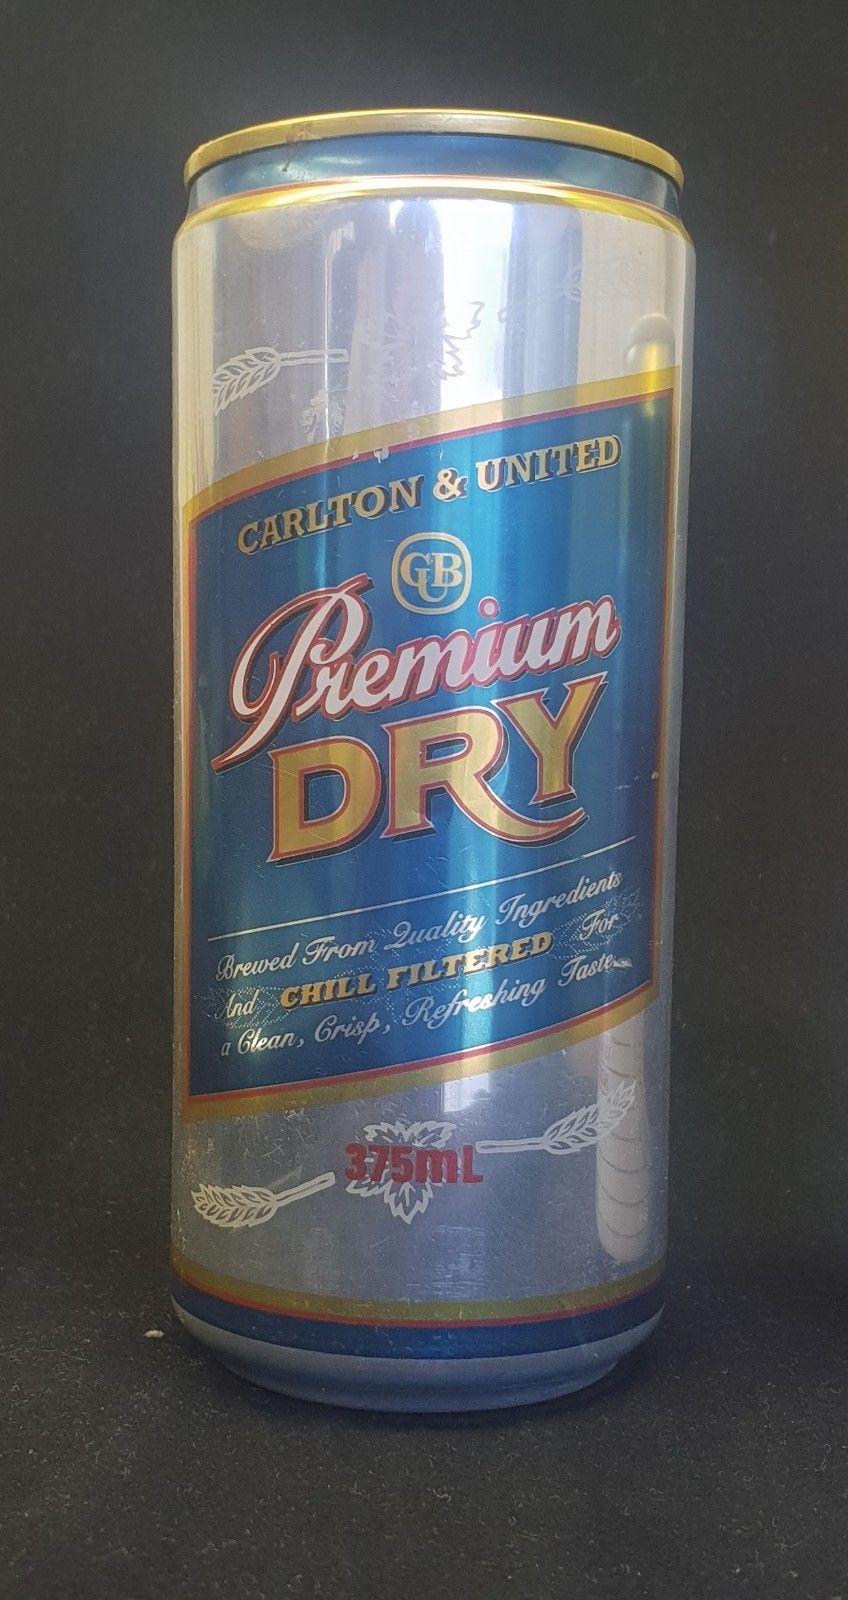 CARLTON & UNITED
CUB
Premium
DRY
Brewed From Quality Ingredients
And CHILL FILTERED For
a Clean, Crisp, Refreshing Taste
375mL